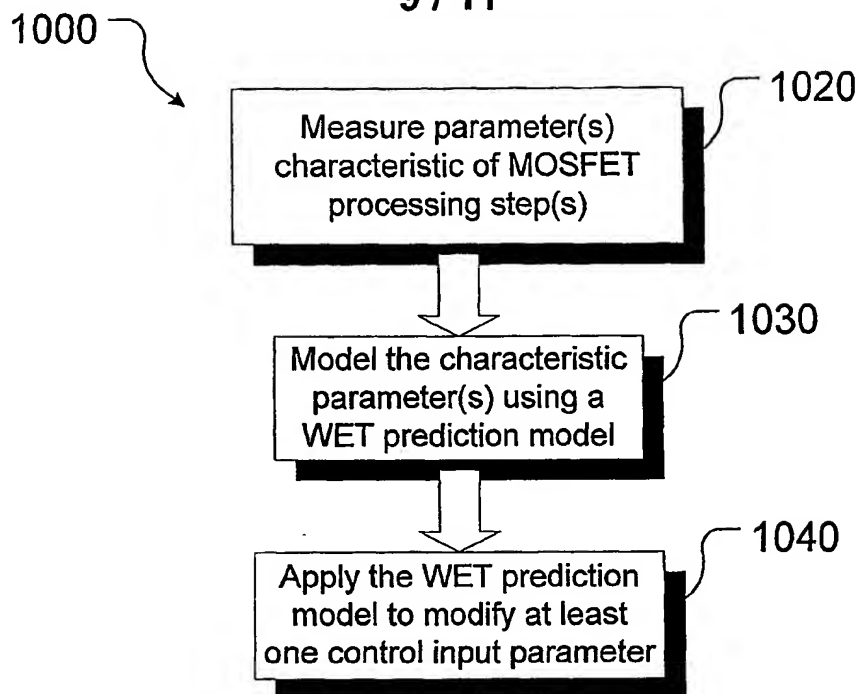 1000
1020
Measure parameter(s)
characteristic of MOSFET
processing step(s)
1030
Model the characteristic
parameter(s) using a
WET prediction model
1040
Apply the WET prediction
model to modify at least
one control input parameter